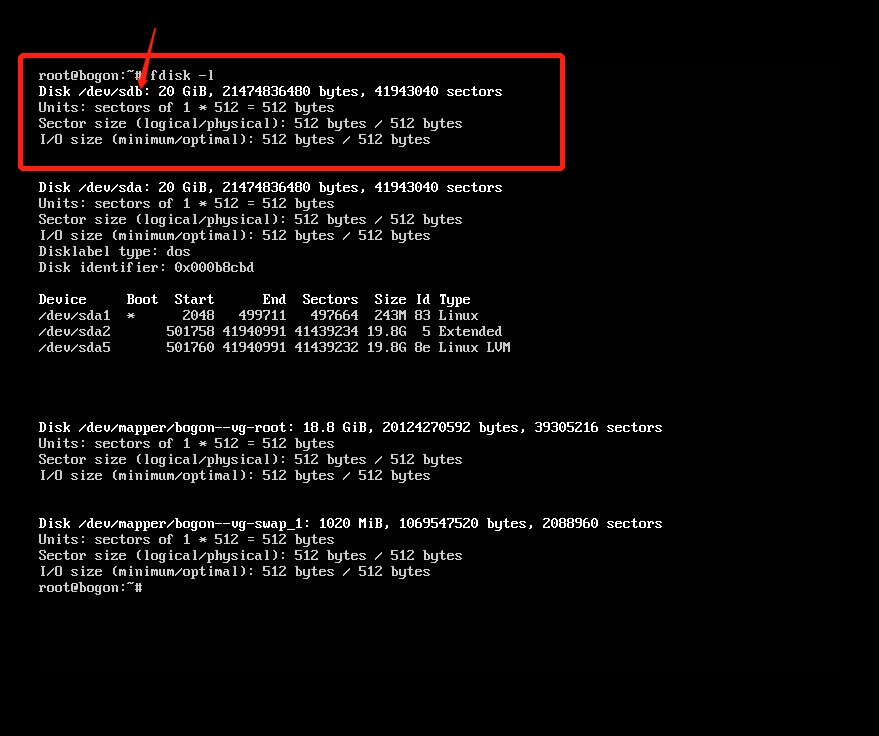 root@bogon:~# fdisk -l
Disk /dev/sdb: 20 GiB, 21474836480 bytes, 41943040 sectors
Units: sectors of 1 * 512 = 512 bytes
Sector size (logical/physical): 512 bytes / 512 bytes
I/O size (minimum/optimal): 512 bytes / 512 bytes
Disk /dev/sda: 20 GiB, 21474836480 bytes, 41943040 sectors
Units: sectors of 1 * 512 = 512 bytes
Sector size (logical/physical): 512 bytes / 512 bytes
I/O size (minimum/optimal): 512 bytes / 512 bytes
Disklabel type: dos
Disk identifier: 0x000b8cbd
Device     Boot  Start      End  Sectors  Size Id Type
/dev/sda1  *      2048   499711   497664  243M 83 Linux
/dev/sda2       501758 41940991 41439234 19.8G  5 Extended
/dev/sda5       501760 41940991 41439232 19.8G 8e Linux LVM
Disk /dev/mapper/bogon--vg-root: 18.8 GiB, 20124270592 bytes, 39305216 sectors
Units: sectors of 1 * 512 = 512 bytes
Sector size (logical/physical): 512 bytes / 512 bytes
I/O size (minimum/optimal): 512 bytes / 512 bytes
Disk /dev/mapper/bogon--vg-swap_1: 1020 MiB, 1069547520 bytes, 2088960 sectors
Units: sectors of 1 * 512 = 512 bytes
Sector size (logical/physical): 512 bytes / 512 bytes
I/O size (minimum/optimal): 512 bytes / 512 bytes
root@bogon:~#